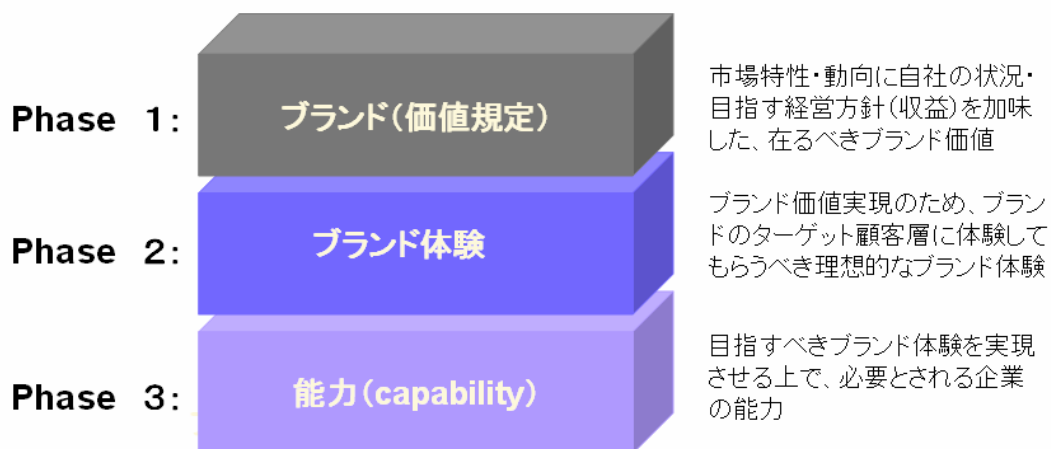 Phase 1:
ブランド(価値規定)
市場特性・動向に自社の状況・
目指す経営方針(収益)を加味
した、在るべきブランド価値
Phase 2:
ブランド体験
ブランド価値実現のため、ブラン
ドのターゲット顧客層に体験して
もらうべき理想的なブランド体験
Phase 3:
能力(capability)
目指すべきブランド体験を実現
させる上で、必要とされる企業
の能力